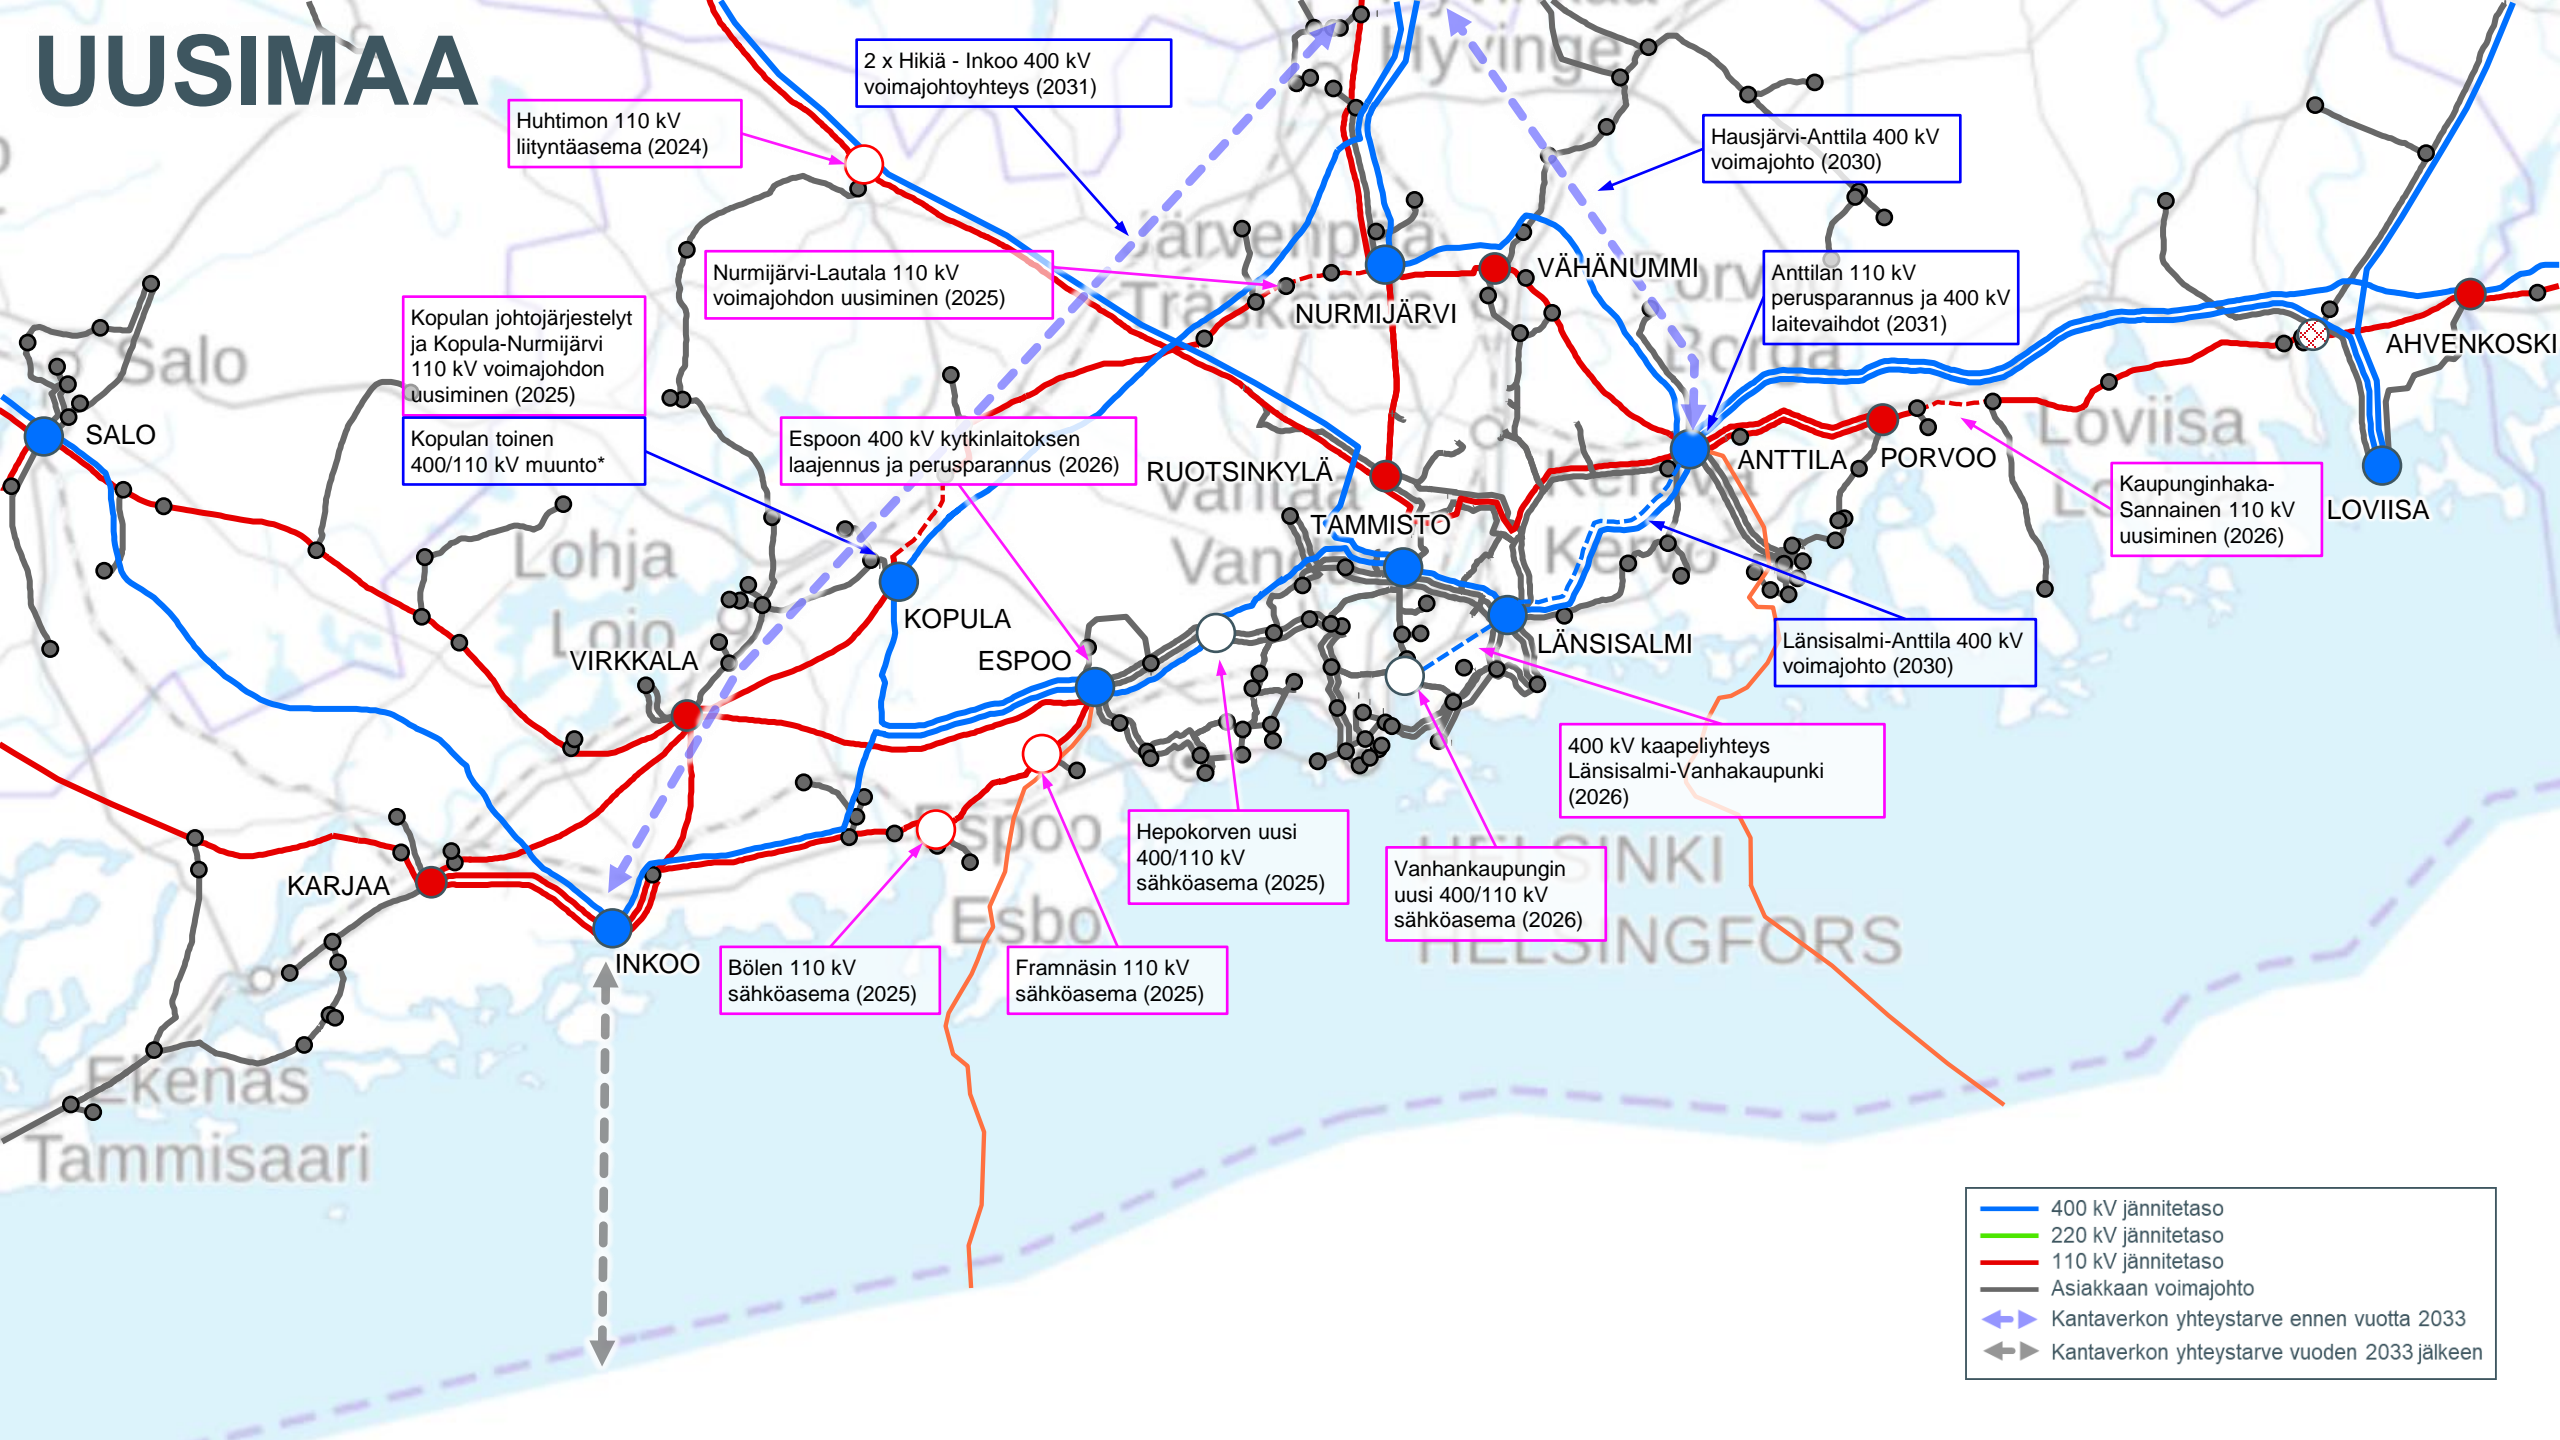 UUSIMAA
2 x Hikiä - Inkoo 400 kV
voimajohtoyhteys (2031)
Hyvinge
Huhtimon 110 kV
liityntäasema (2024)
Hausjärvi-Anttila 400 kV
voimajohto (2030)
Nurmijärvi-Lautala 110 kV
voimajohdon uusiminen (2025)
Järvenpää
NURMIJÄRVI
VÄHÄNUMMI
Anttilan 110 kV
perusparannus ja 400 kV
laitevaihdot (2031)
Borgå
AHVENKOSKI
Kopulan johtojärjestelyt
ja Kopula-Nurmijärvi
110 kV voimajohdon
uusiminen (2025)
Salo
SALO
Kopulan toinen
400/110 kV muunto*
Espoon 400 kV kytkinlaitoksen
laajennus ja perusparannus (2026)
RUOTSINKYLÄ
Vantaa
TAMMISTO
Kerava
Kervo
ANTTILA
PORVOO
Loviisa
Kaupunginhaka-
Sannainen 110 kV
uusiminen (2026)
LOVIISA
Lohja
Lojo
VIRKKALA
KOPULA
ESPOO
LÄNSISALMI
Länsisalmi-Anttila 400 kV
voimajohto (2030)
400 kV kaapeliyhteys
Länsisalmi-Vanhakaupunki
(2026)
Hepokorven uusi
400/110 kV
sähköasema (2025)
Vanhankaupungin
uusi 400/110 kV
sähköasema (2026)
HELSINKI
HELSINGFORS
Espoo
Esbo
KARJAA
INKOO
Bölen 110 kV
sähköasema (2025)
Framnäsin 110 kV
sähköasema (2025)
Ekenäs
Tammisaari
400 kV jännitetaso
220 kV jännitetaso
110 kV jännitetaso
Asiakkaan voimajohto
Kantaverkon yhteystarve ennen vuotta 2033
Kantaverkon yhteystarve vuoden 2033 jälkeen